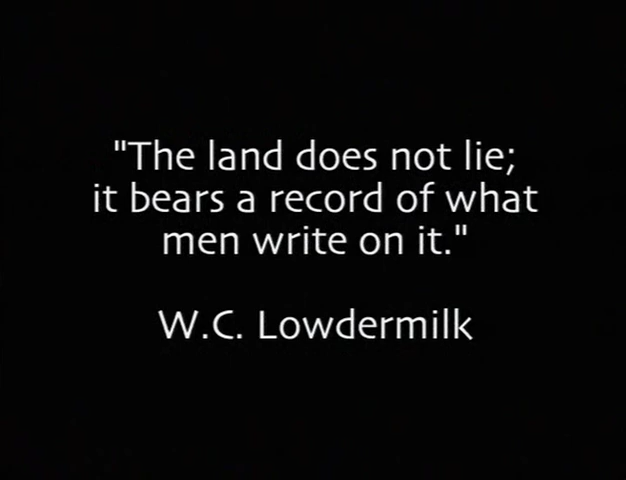 "The land does not lie;
it bears a record of what
men write on it."
W.C. Lowdermilk